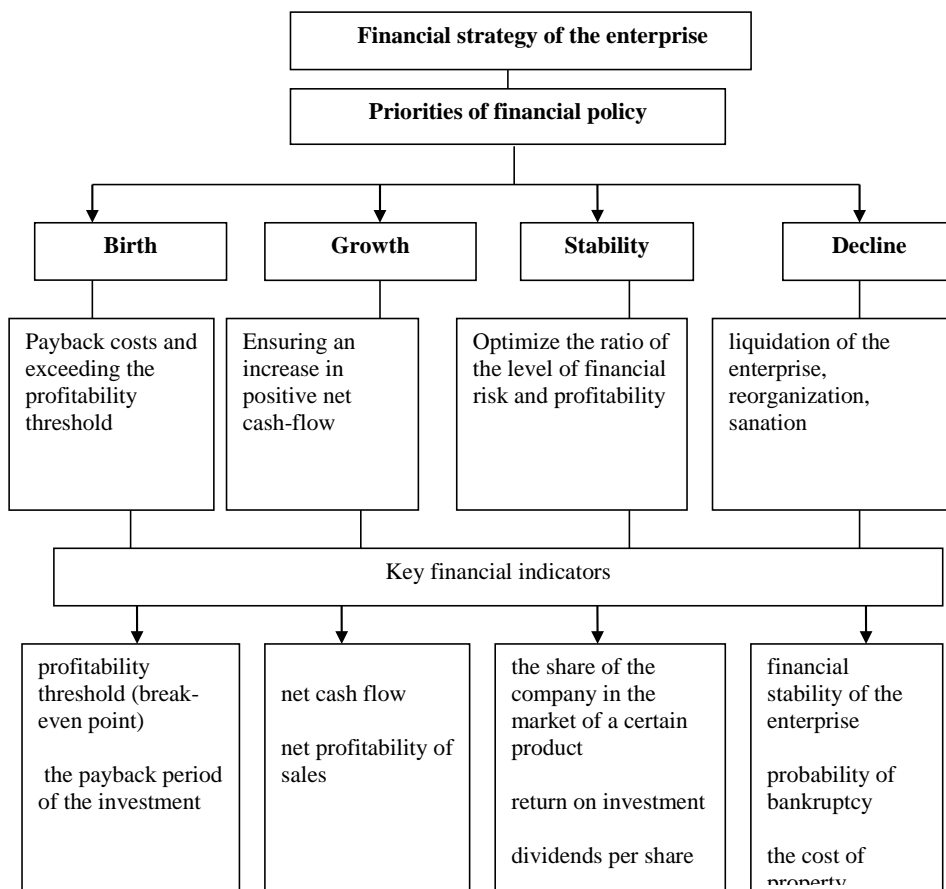 Financial strategy of the enterprise
Priorities of financial policy
Birth
Growth
Stability
Decline
Payback costs and
exceeding the
profitability
threshold
Ensuring an
increase in
positive net
cash-flow
Optimize the ratio of
the level of financial
risk and profitability
liquidation of the
enterprise,
reorganization,
sanation
Key financial indicators
profitability
threshold (break-
even point)
the payback period
of the investment
net cash flow
net profitability of
sales
the share of the
company in the
market of a certain
product
return on investment
dividends per share
financial
stability of the
enterprise
probability of
bankruptcy
the cost of
property